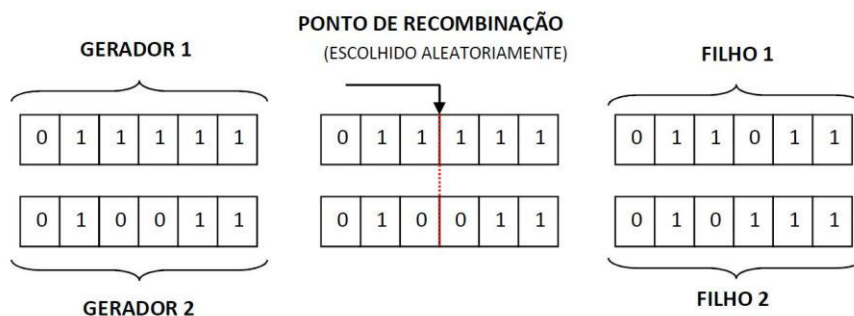 PONTO DE RECOMBINAÇÃO
GERADOR 1
(ESCOLHIDO ALEATORIAMENTE)
FILHO 1
0 1 1 1 1 1
0 1 1 1 1 1
0 1 1 0 1 1
0 1 0 0 1 1
0 1 0 0 1 1
0 1 0 1 1 1
GERADOR 2
FILHO 2